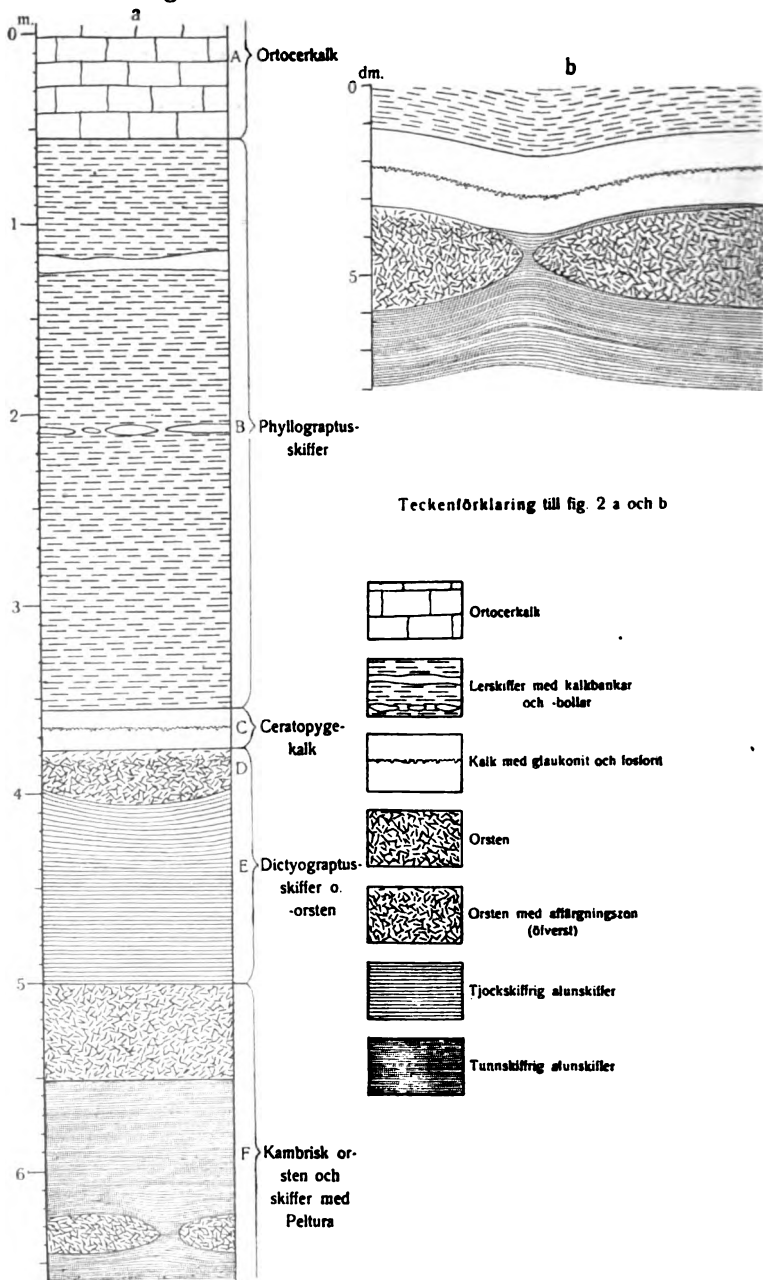 a
m.
0
1
2
3
4
5
6
A Ortocerkalk
B Phyllograptus-
skiffer
C Ceratopyge-
kalk
D
E Dictyograptus-
skiffer o.
-orsten
F Kambrisk or-
sten och
skiffer med
Peltura
b
dm.
0
5
Teckenförklaring till fig. 2 a och b
Ortocerkalk
Lerskiffer med kalkbankar
och -bollar
Kalk med glaukonit och fosforit
Orsten
Orsten med affärgningszon
(öfverst)
Tjockskiffrig alunskiffer
Tunnskiffrig alunskiffer